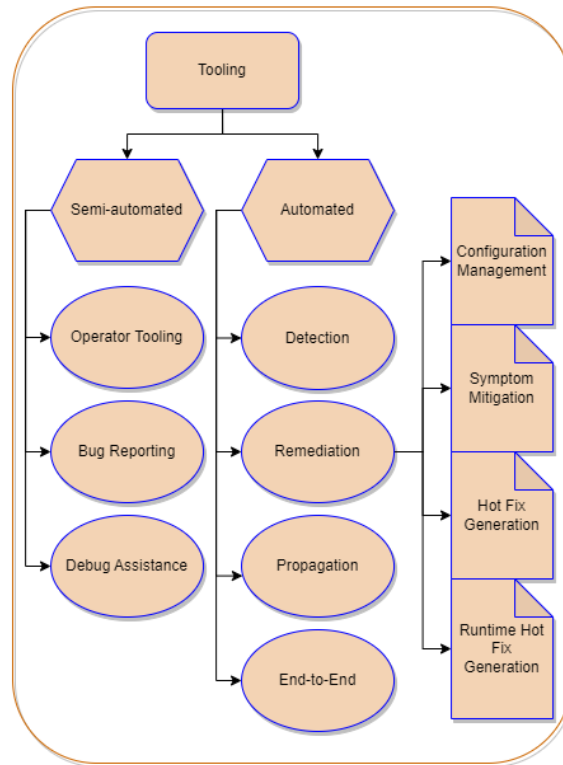 Tooling
Semi-automated
Automated
Configuration
Management
Operator Tooling
Detection
Symptom
Mitigation
Bug Reporting
Remediation
Hot Fix
Generation
Debug Assistance
Propagation
End-to-End
Runtime Hot
Fix
Generation